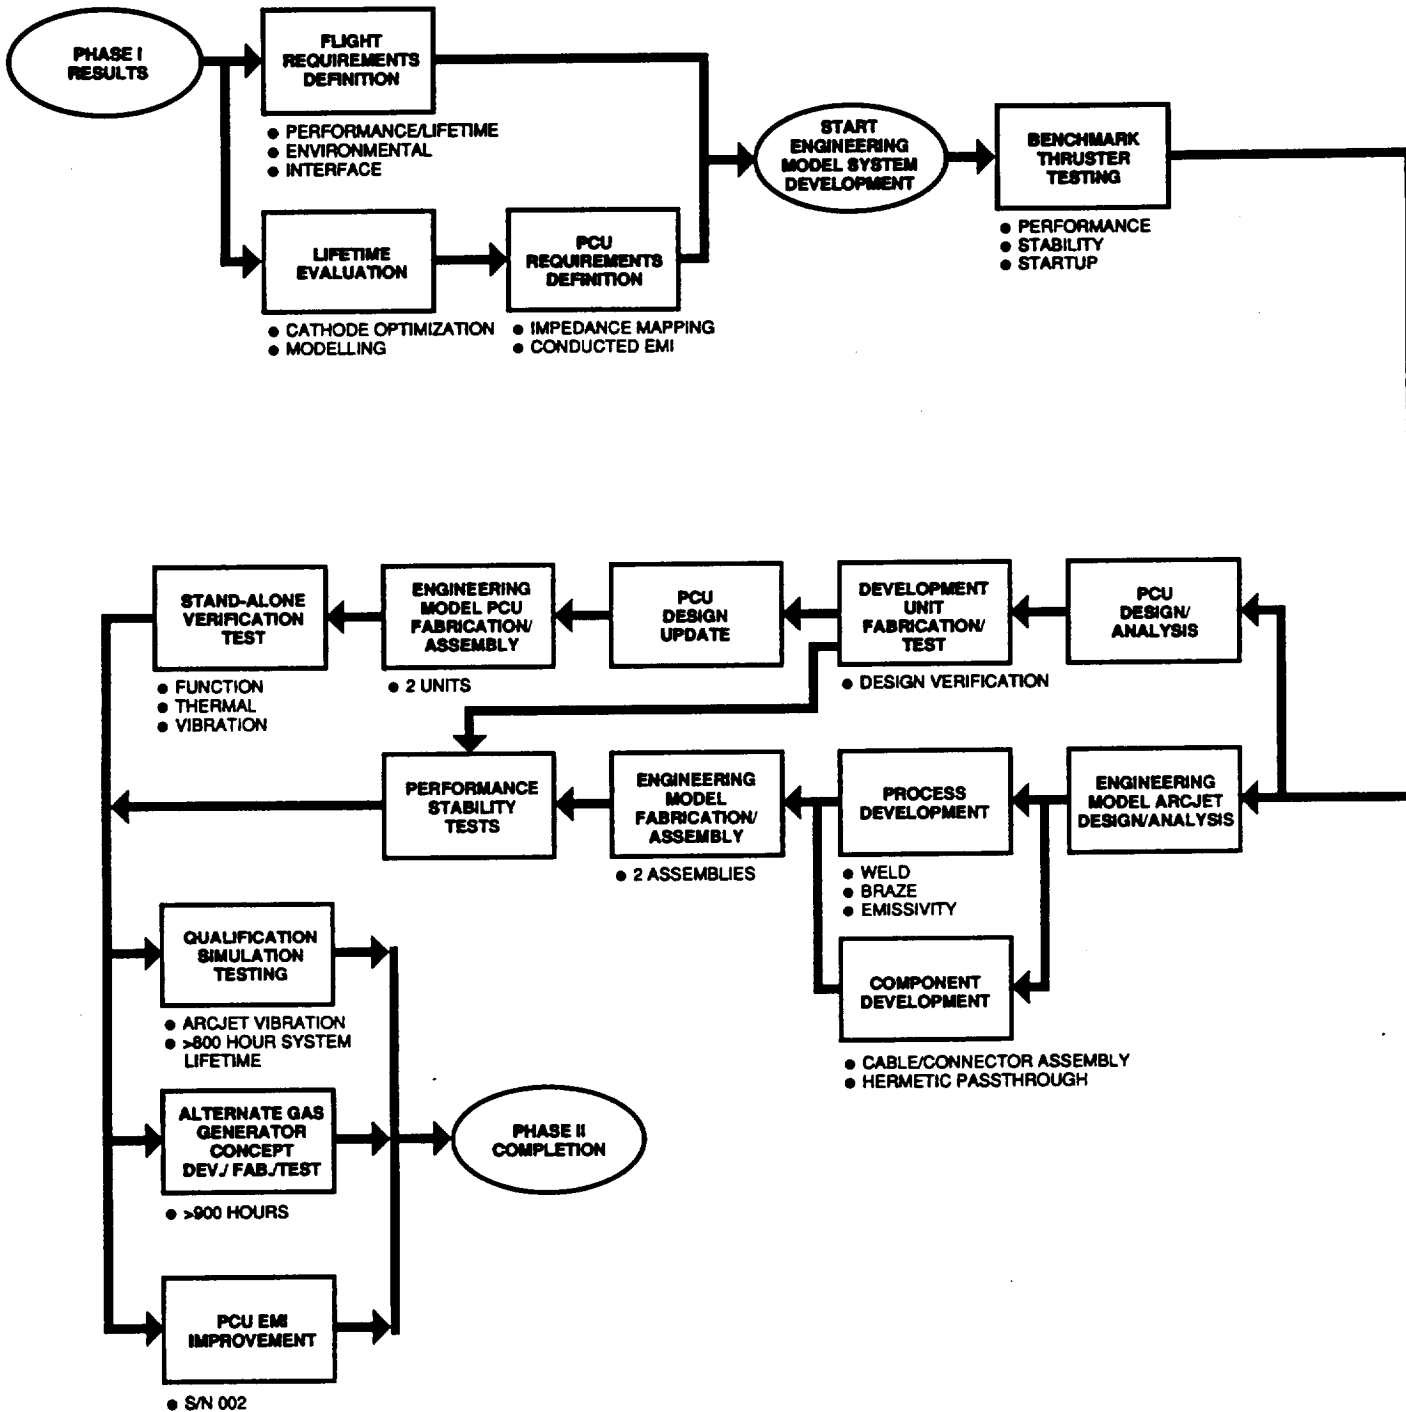 PHASE I
RESULTS
FLIGHT
REQUIREMENTS
DEFINITION
● PERFORMANCE/LIFETIME
● ENVIRONMENTAL
● INTERFACE
LIFETIME
EVALUATION
● CATHODE OPTIMIZATION
● MODELLING
PCU
REQUIREMENTS
DEFINITION
● IMPEDANCE MAPPING
● CONDUCTED EMI
START
ENGINEERING
MODEL SYSTEM
DEVELOPMENT
BENCHMARK
THRUSTER
TESTING
● PERFORMANCE
● STABILITY
● STARTUP
STAND-ALONE
VERIFICATION
TEST
● FUNCTION
● THERMAL
● VIBRATION
ENGINEERING
MODEL PCU
FABRICATION/
ASSEMBLY
● 2 UNITS
PCU
DESIGN
UPDATE
DEVELOPMENT
UNIT
FABRICATION/
TEST
● DESIGN VERIFICATION
PCU
DESIGN/
ANALYSIS
PERFORMANCE
STABILITY
TESTS
ENGINEERING
MODEL
FABRICATION/
ASSEMBLY
● 2 ASSEMBLIES
PROCESS
DEVELOPMENT
● WELD
● BRAZE
● EMISSIVITY
ENGINEERING
MODEL ARCJET
DESIGN/ANALYSIS
COMPONENT
DEVELOPMENT
● CABLE/CONNECTOR ASSEMBLY
● HERMETIC PASSTHROUGH
QUALIFICATION
SIMULATION
TESTING
● ARCJET VIBRATION
● >800 HOUR SYSTEM
LIFETIME
ALTERNATE GAS
GENERATOR
CONCEPT
DEV./ FAB./TEST
● >900 HOURS
PHASE II
COMPLETION
PCU EMI
IMPROVEMENT
● S/N 002